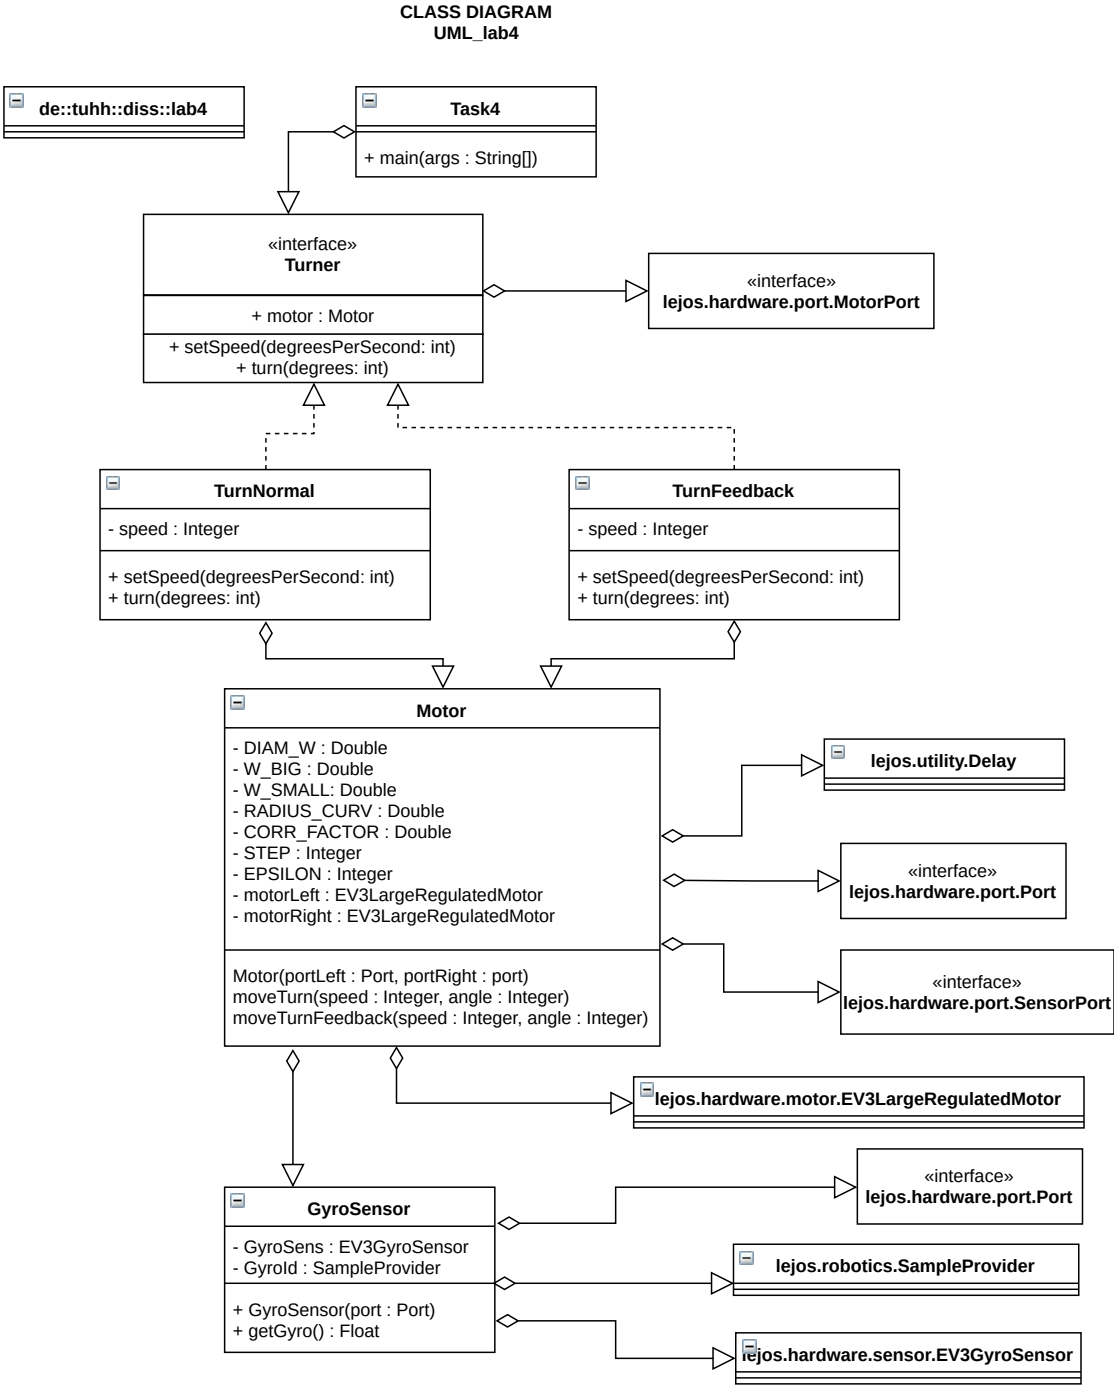 CLASS DIAGRAM
UML_lab4
de::tuhh::diss::lab4
Task4
+ main(args : String[])
«interface»
Turner
+ motor : Motor
+ setSpeed(degreesPerSecond: int)
+ turn(degrees: int)
«interface»
lejos.hardware.port.MotorPort
TurnNormal
- speed : Integer
+ setSpeed(degreesPerSecond: int)
+ turn(degrees: int)
TurnFeedback
- speed : Integer
+ setSpeed(degreesPerSecond: int)
+ turn(degrees: int)
Motor
- DIAM_W : Double
- W_BIG : Double
- W_SMALL: Double
- RADIUS_CURV : Double
- CORR_FACTOR : Double
- STEP : Integer
- EPSILON : Integer
- motorLeft : EV3LargeRegulatedMotor
- motorRight : EV3LargeRegulatedMotor
Motor(portLeft : Port, portRight : port)
moveTurn(speed : Integer, angle : Integer)
moveTurnFeedback(speed : Integer, angle : Integer)
lejos.utility.Delay
«interface»
lejos.hardware.port.Port
«interface»
lejos.hardware.port.SensorPort
lejos.hardware.motor.EV3LargeRegulatedMotor
GyroSensor
- GyroSens : EV3GyroSensor
- GyroId : SampleProvider
+ GyroSensor(port : Port)
+ getGyro() : Float
«interface»
lejos.hardware.port.Port
lejos.robotics.SampleProvider
lejos.hardware.sensor.EV3GyroSensor